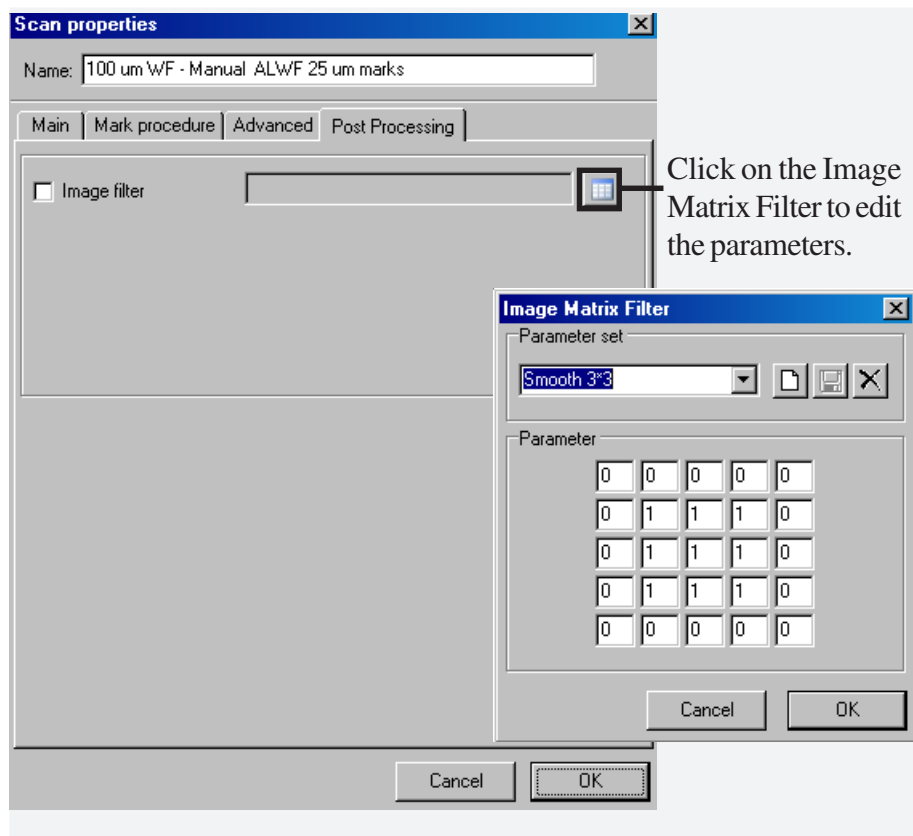 Scan properties
Name: 100 um WF - Manual ALWF 25 um marks
Main Mark procedure Advanced Post Processing
Image filter
Click on the Image
Matrix Filter to edit
the parameters.
Image Matrix Filter
Parameter set
Smooth 3*3
Parameter
0 0 0 0 0
0 1 1 1 0
0 1 1 1 0
0 1 1 1 0
0 0 0 0 0
Cancel OK
Cancel OK